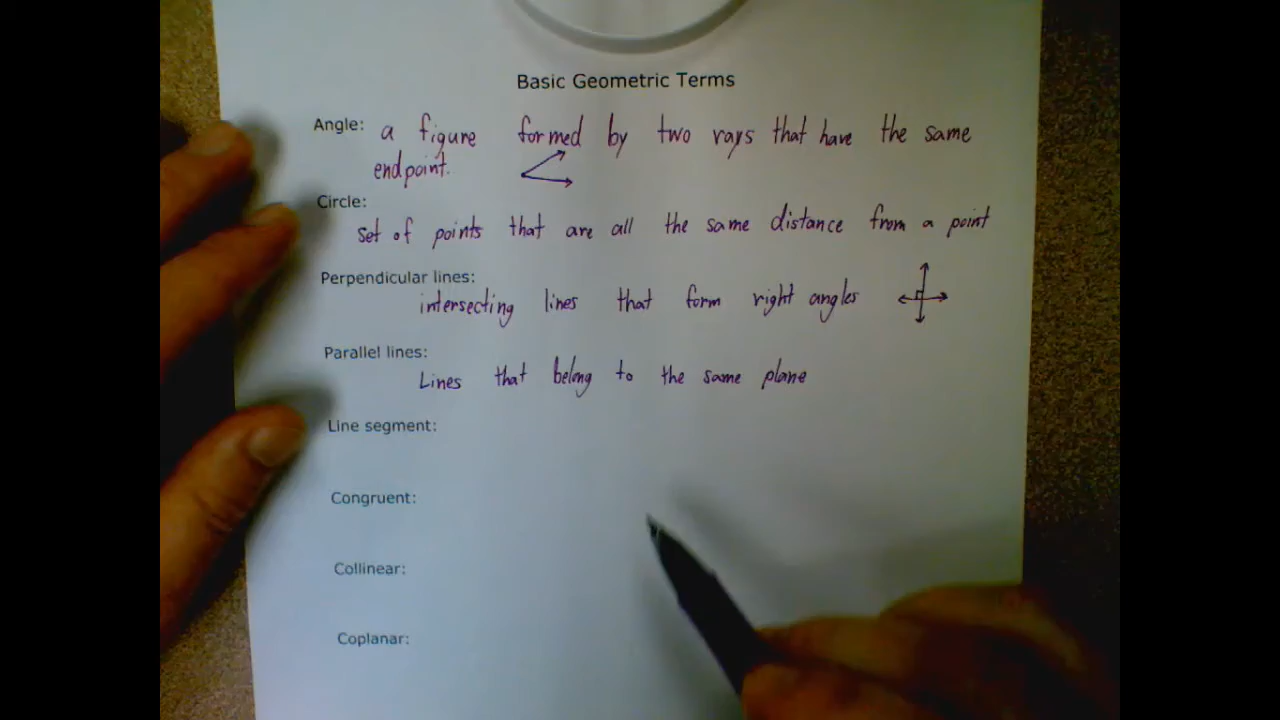 Basic Geometric Terms
Angle: a figure formed by two rays that have the same
endpoint.
Circle:
set of points that are all the same distance from a point
Perpendicular lines:
intersecting lines that form right angles
Parallel lines:
Lines that belong to the same plane
Line segment:
Congruent:
Collinear:
Coplanar: